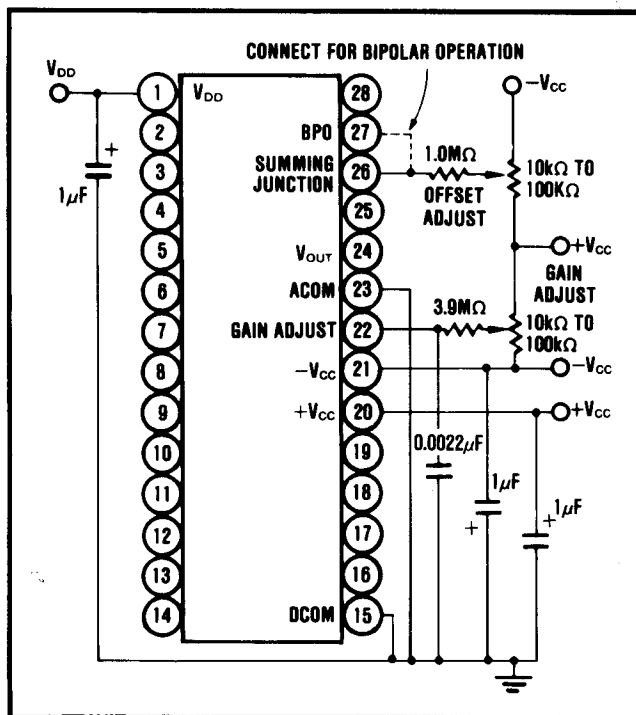 CONNECT FOR BIPOLAR OPERATION
VDD
1
VDD
28
−VCC
2
BPO
27
3
SUMMING
JUNCTION
26
1.0MΩ
OFFSET
ADJUST
10kΩ TO
100KΩ
+
1μF
4
25
5
VOUT
24
+VCC
6
ACOM
23
GAIN
ADJUST
7
GAIN ADJUST
22
3.9MΩ
10kΩ TO
100kΩ
8
−VCC
21
−VCC
9
+VCC
20
+VCC
10
19
0.0022μF
11
18
1μF
1μF
12
17
+
+
13
16
14
DCOM
15